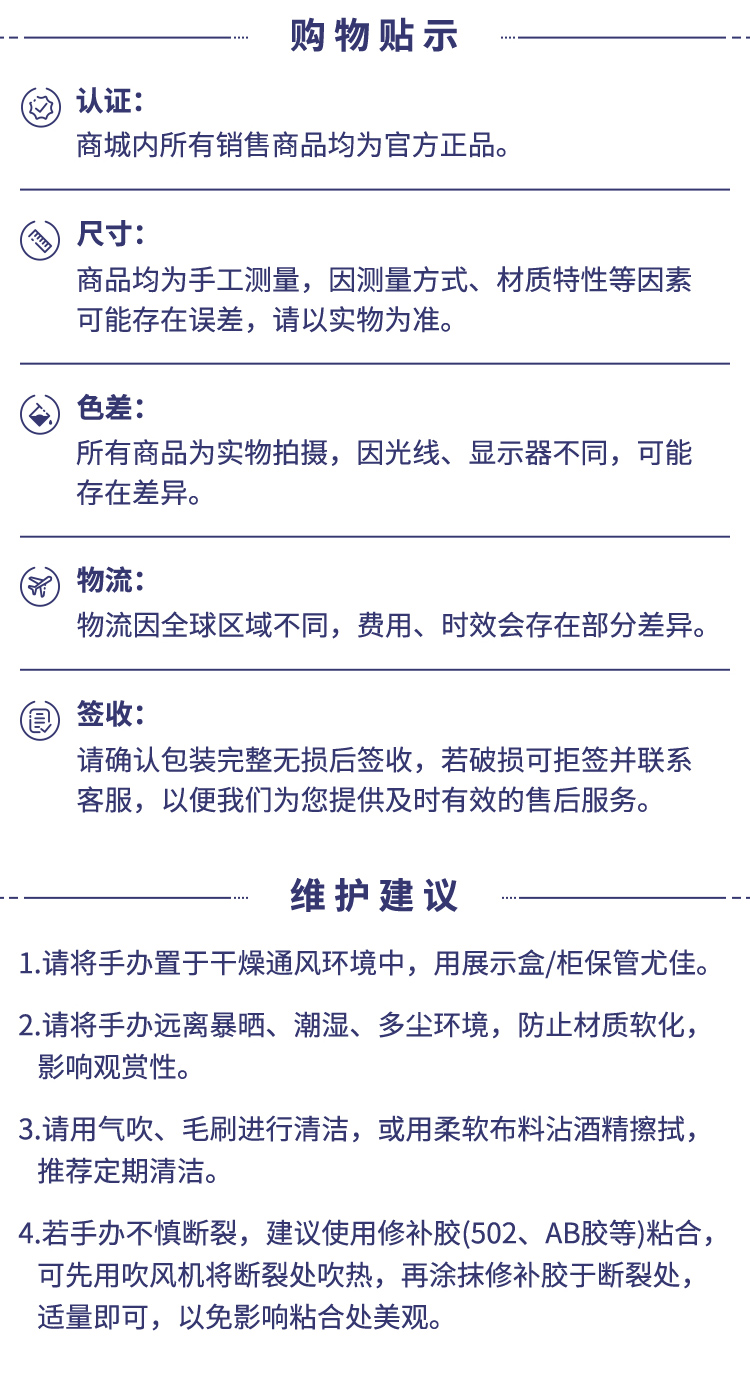 购物贴示
认证：
商城内所有销售商品均为官方正品。
尺寸：
商品均为手工测量，因测量方式、材质特性等因素
可能存在误差，请以实物为准。
色差：
所有商品为实物拍摄，因光线、显示器不同，可能
存在差异。
物流：
物流因全球区域不同，费用、时效会存在部分差异。
签收：
请确认包装完整无损后签收，若破损可拒签并联系
客服，以便我们为您提供及时有效的售后服务。
维护建议
1.请将手办置于干燥通风环境中，用展示盒/柜保管尤佳。
2.请将手办远离暴晒、潮湿、多尘环境，防止材质软化，
影响观赏性。
3.请用气吹、毛刷进行清洁，或用柔软布料沾酒精擦拭，
推荐定期清洁。
4.若手办不慎断裂，建议使用修补胶(502、AB胶等)粘合，
可先用吹风机将断裂处吹热，再涂抹修补胶于断裂处，
适量即可，以免影响粘合处美观。